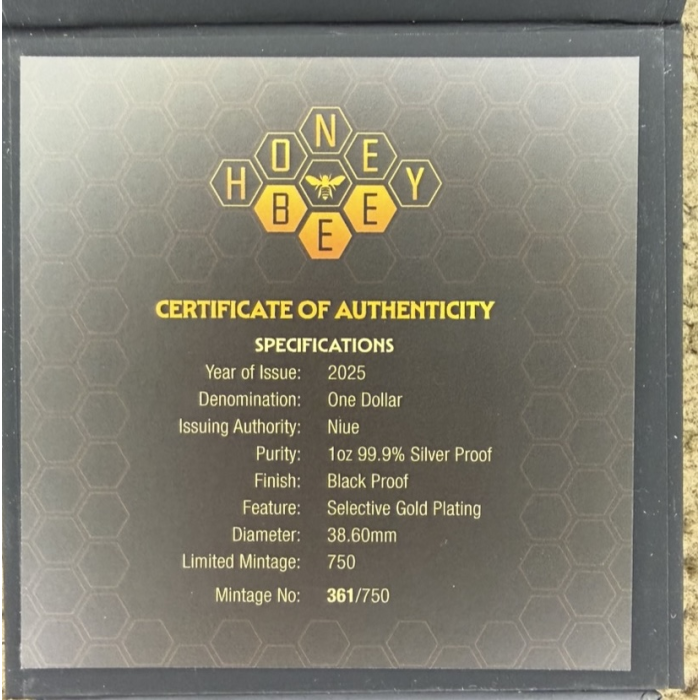 HONEY
BEE
CERTIFICATE OF AUTHENTICITY
SPECIFICATIONS
Year of Issue: 2025
Denomination: One Dollar
Issuing Authority: Niue
Purity: 1oz 99.9% Silver Proof
Finish: Black Proof
Feature: Selective Gold Plating
Diameter: 38.60mm
Limited Mintage: 750
Mintage No: 361/750